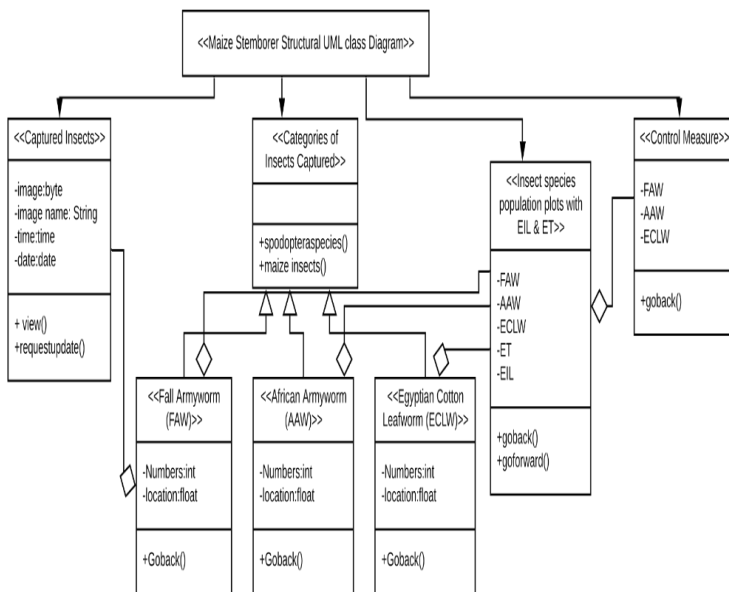 <<Maize Stemborer Structural UML class Diagram>>
<<Captured Insects>>
-image:byte
-image name: String
-time:time
-date:date
+ view()
+requestupdate()
<<Categories of
Insects Captured>>
+spodopteraspecies()
+maize insects()
<<Insect species
population plots with
EIL & ET>>
-FAW
-AAW
-ECLW
-ET
-EIL
+goback()
+goforward()
<<Control Measure>>
-FAW
-AAW
-ECLW
+goback()
<<Fall Armyworm
(FAW)>>
-Numbers:int
-location:float
+Goback()
<<African Armyworm
(AAW)>>
-Numbers:int
-location:float
+Goback()
<<Egyptian Cotton
Leafworm (ECLW)>>
-Numbers:int
-location:float
+Goback()